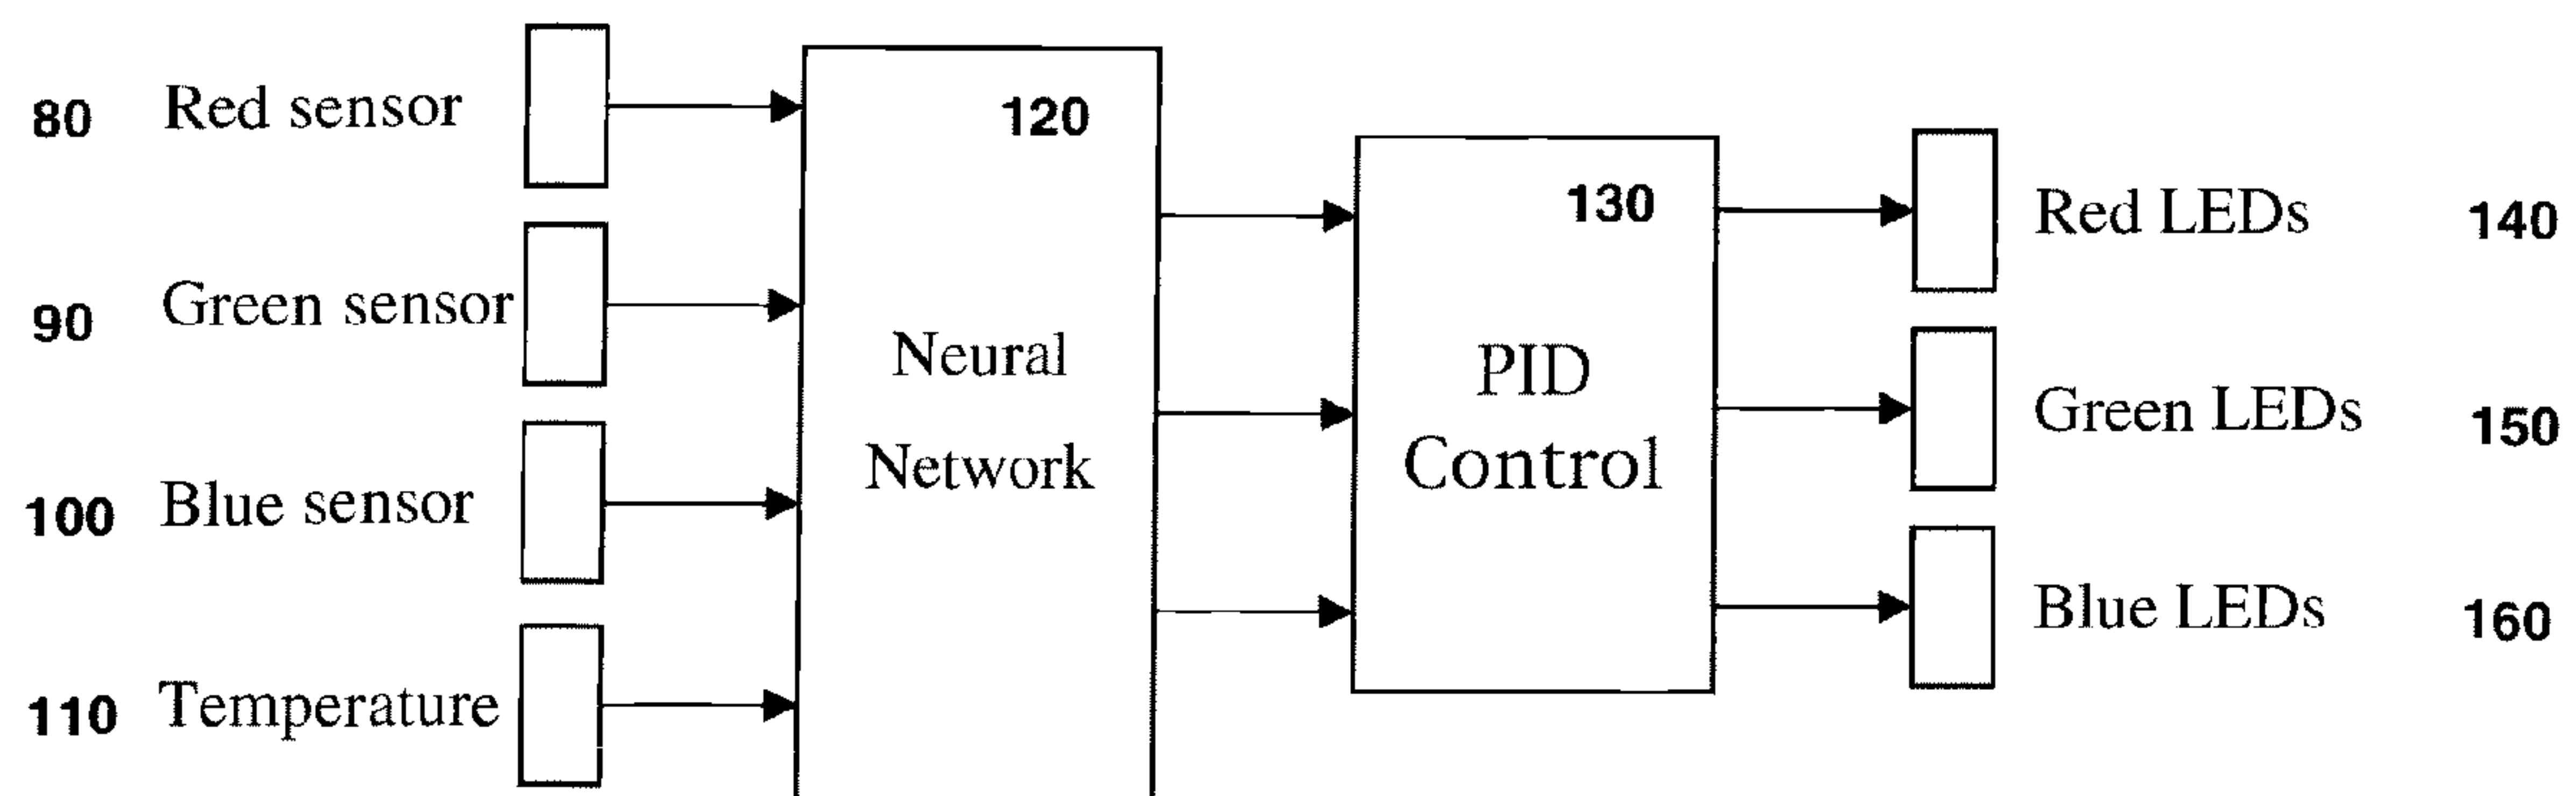 80 Red sensor
90 Green sensor
100 Blue sensor
110 Temperature
120
Neural
Network
130
PID
Control
Red LEDs 140
Green LEDs 150
Blue LEDs 160